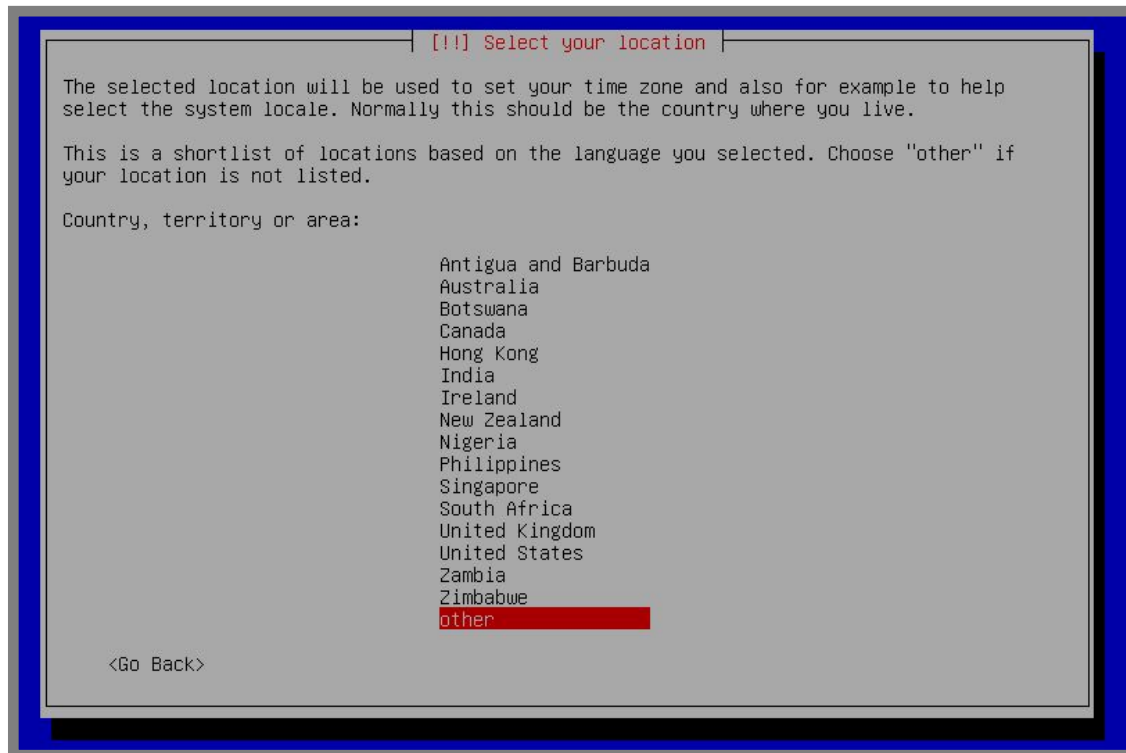 [!!] Select your location
The selected location will be used to set your time zone and also for example to help
select the system locale. Normally this should be the country where you live.
This is a shortlist of locations based on the language you selected. Choose "other" if
your location is not listed.
Country, territory or area:
Antigua and Barbuda
Australia
Botswana
Canada
Hong Kong
India
Ireland
New Zealand
Nigeria
Philippines
Singapore
South Africa
United Kingdom
United States
Zambia
Zimbabwe
other
<Go Back>